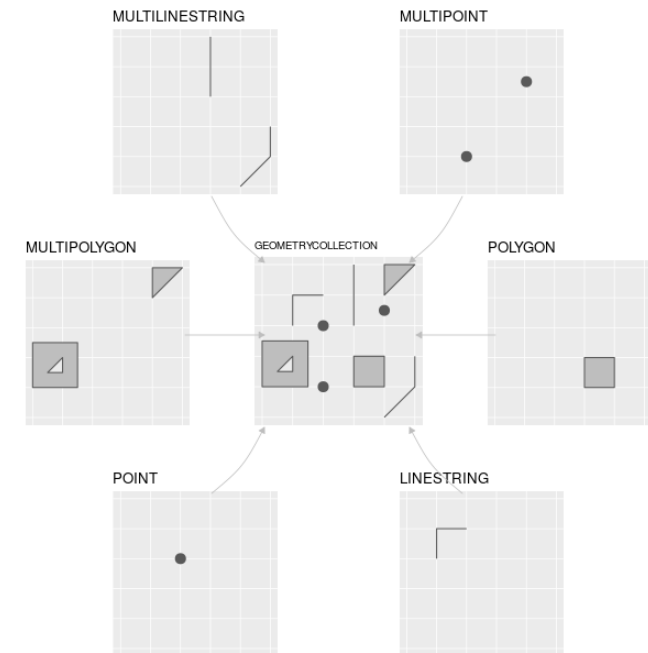 MULTILINESTRING
MULTIPOINT
MULTIPOLYGON
GEOMETRYCOLLECTION
POLYGON
POINT
LINESTRING